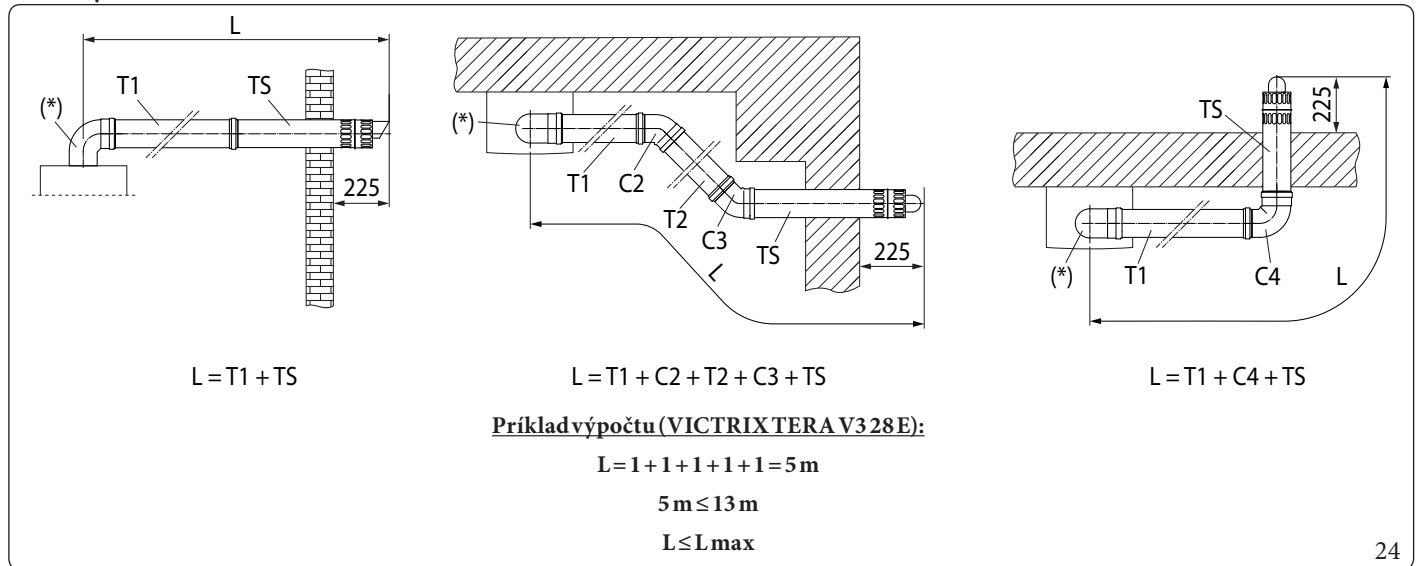 L
T1
TS
(*)
225
L = T1 + TS
(*)
T1
C2
T2
C3
TS
225
L
L = T1 + C2 + T2 + C3 + TS
TS
225
(*)
T1
C4
L
L = T1 + C4 + TS
Príklad výpočtu (VICTRIX TERA V3 28 E):
L = 1 + 1 + 1 + 1 + 1 = 5 m
5 m ≤ 13 m
L ≤ L max
24